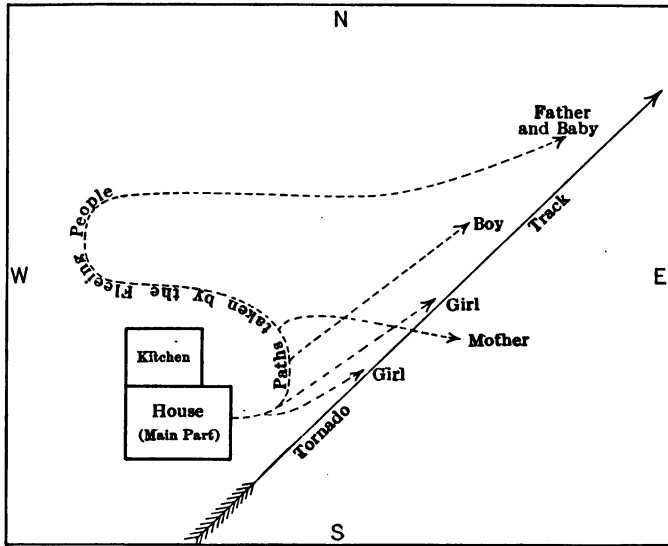 N
Father
and Baby
Paths taken by the Fleeing People
Boy
Track
W
E
Girl
Mother
Kitchen
Girl
House
(Main Part)
Tornado
S